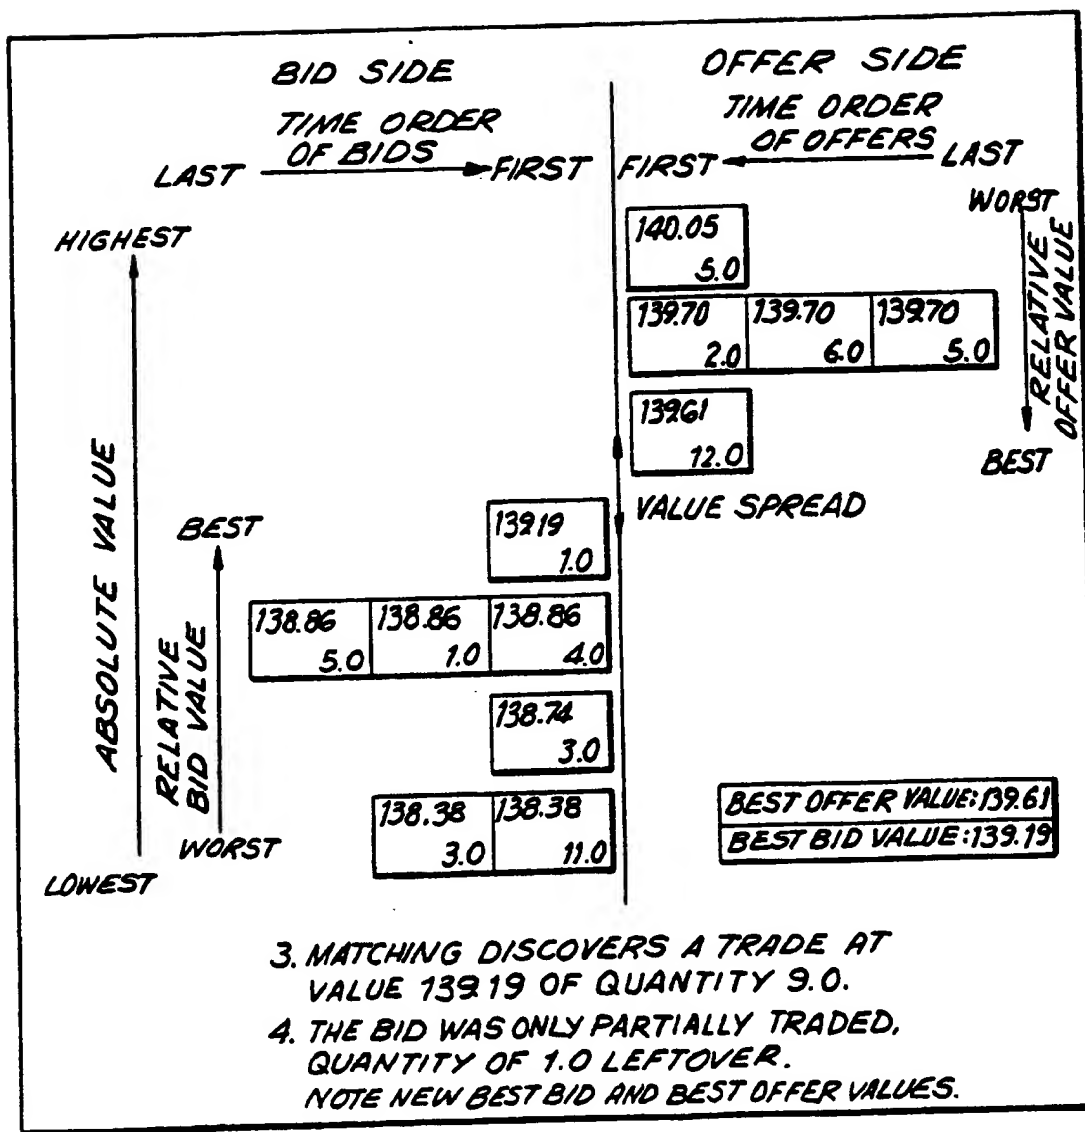 BID SIDE
OFFER SIDE
TIME ORDER
OF BIDS
TIME ORDER
OF OFFERS
LAST
FIRST
FIRST
LAST
HIGHEST
WORST
RELATIVE
OFFER VALUE
BEST
140.05
5.0
139.70 139.70 139.70
2.0 6.0 5.0
139.61
12.0
VALUE SPREAD
ABSOLUTE VALUE
BEST
RELATIVE
BID VALUE
WORST
LOWEST
139.19
1.0
138.86 138.86 138.86
5.0 1.0 4.0
138.74
3.0
138.38 138.38
3.0 11.0
BEST OFFER VALUE:139.61
BEST BID VALUE:139.19
3. MATCHING DISCOVERS A TRADE AT
VALUE 139.19 OF QUANTITY 9.0.
4. THE BID WAS ONLY PARTIALLY TRADED,
QUANTITY OF 1.0 LEFTOVER.
NOTE NEW BEST BID AND BEST OFFER VALUES.